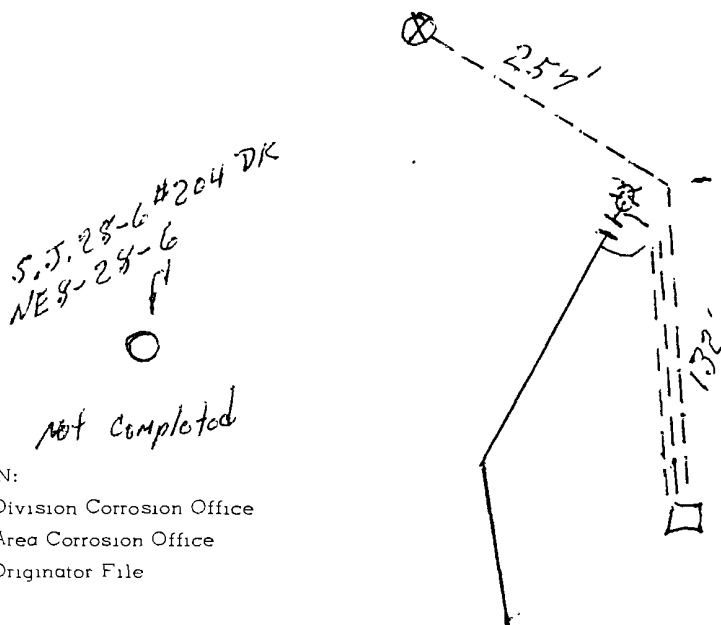 257'
S.J. 28-6 #204 DK
NE 8-28-6
132'
Not Completed
N:
Division Corrosion Office
Area Corrosion Office
Originator File